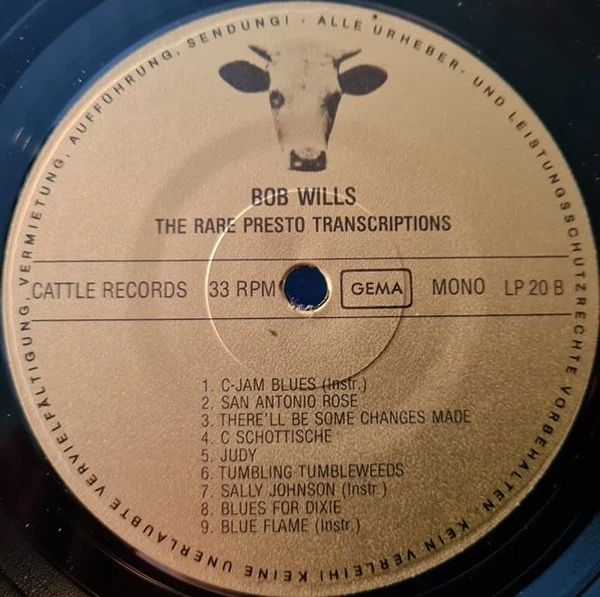 ALLE URHEBER- UND LEISTUNGSSCHUTZRECHTE VORBEHALTEN. KEIN VERLEIH! KEINE UNERLAUBTE VERVIELFÄLTIGUNG, VERMIETUNG, AUFFÜHRUNG, SENDUNG! ·
BOB WILLS
THE RARE PRESTO TRANSCRIPTIONS
CATTLE RECORDS 33 RPM GEMA MONO LP 20 B
1. C-JAM BLUES (Instr.)
2. SAN ANTONIO ROSE
3. THERE'LL BE SOME CHANGES MADE
4. C SCHOTTISCHE
5. JUDY
6. TUMBLING TUMBLEWEEDS
7. SALLY JOHNSON (Instr.)
8. BLUES FOR DIXIE
9. BLUE FLAME (Instr.)